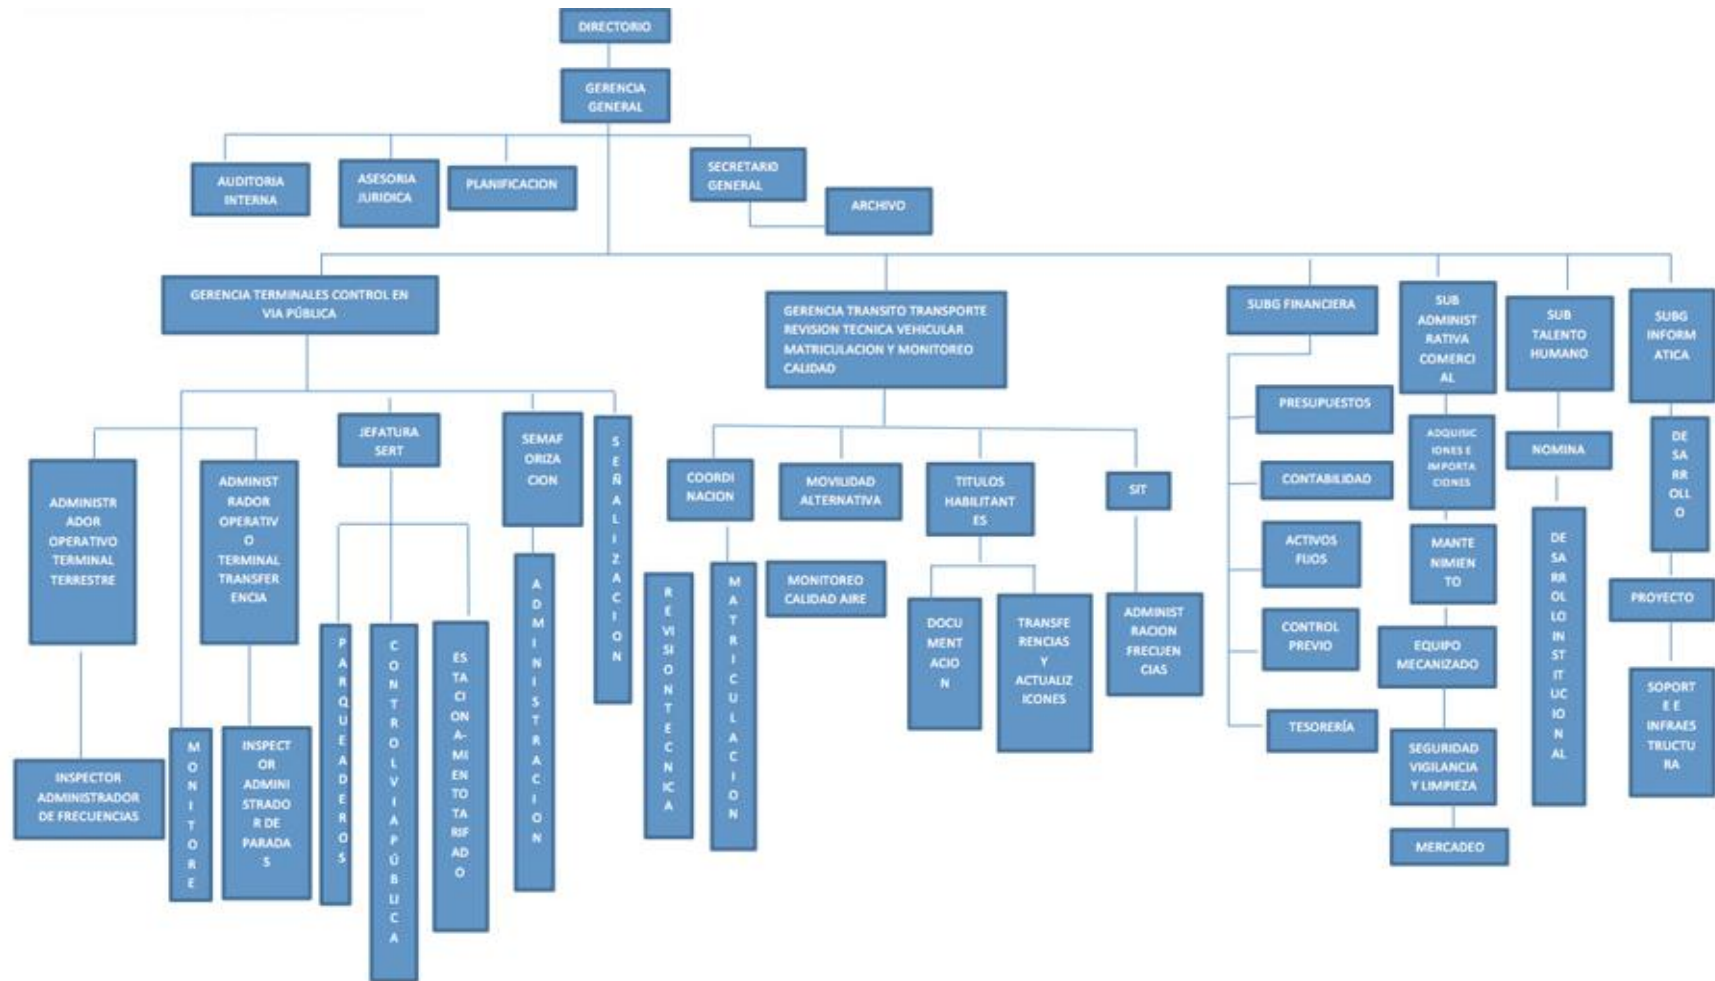 DIRECTORIO
GERENCIA
GENERAL
AUDITORIA
INTERNA
ASESORIA
JURIDICA
PLANIFICACION
SECRETARIO
GENERAL
ARCHIVO
GERENCIA TERMINALES CONTROL EN
VIA PÚBLICA
GERENCIA TRANSITO TRANSPORTE
REVISION TECNICA VEHICULAR
MATRICULACION Y MONITOREO
CALIDAD
SUBG FINANCIERA
SUB
ADMINIST
RATIVA
COMERCI
AL
SUB
TALENTO
HUMANO
SUBG
INFORM
ATICA
ADMINISTR
ADOR
OPERATIVO
TERMINAL
TERRESTRE
ADMINIST
RADOR
OPERATIV
O
TERMINAL
TRANSFER
ENCIA
JEFATURA
SERT
SEMAF
ORIZA
CION
S
E
Ñ
A
L
I
Z
A
C
I
O
N
COORDI
NACION
MOVILIDAD
ALTERNATIVA
TITULOS
HABILITANT
ES
SIT
PRESUPUESTOS
CONTABILIDAD
ACTIVOS
FIJOS
CONTROL
PREVIO
TESORERÍA
ADQUISIC
IONES E
IMPORTA
CIONES
MANTE
NIMIEN
TO
EQUIPO
MECANIZADO
SEGURIDAD
VIGILANCIA
Y LIMPIEZA
MERCADEO
NOMINA
DE
SA
RR
OL
LO
IN
ST
IT
UC
IO
N
AL
DE
SA
RR
OLL
O
PROYECTO
SOPORT
E E
INFRAES
TRUCTU
RA
INSPECTOR
ADMINISTRADOR
DE FRECUENCIAS
M
O
N
I
T
O
R
E
INSPECT
OR
ADMINI
STRADO
R DE
PARADA
S
P
A
R
Q
U
E
A
D
E
R
O
S
C
O
N
T
R
O
L
V
I
A
P
Ú
B
LI
C
A
ES
TA
CI
ON
A-
MI
EN
TO
TA
RIF
AD
O
A
D
M
I
N
I
S
T
R
A
C
I
O
N
R
E
VI
SI
O
N
T
E
C
N
IC
A
M
A
T
R
I
C
U
L
A
C
I
O
N
MONITOREO
CALIDAD AIRE
DOCU
MENT
ACIO
N
TRANSFE
RENCIAS
Y
ACTUALIZ
ICONES
ADMINIST
RACION
FRECUEN
CIAS